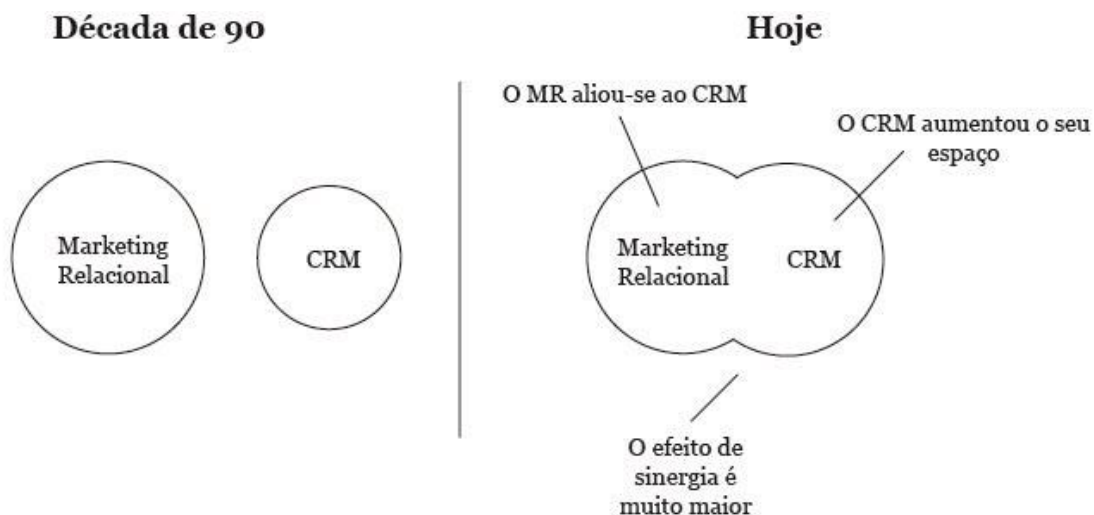 Década de 90
Marketing
Relacional
CRM
Hoje
O MR aliou-se ao CRM
O CRM aumentou o seu
espaço
Marketing
Relacional
CRM
O efeito de
sinergia é
muito maior